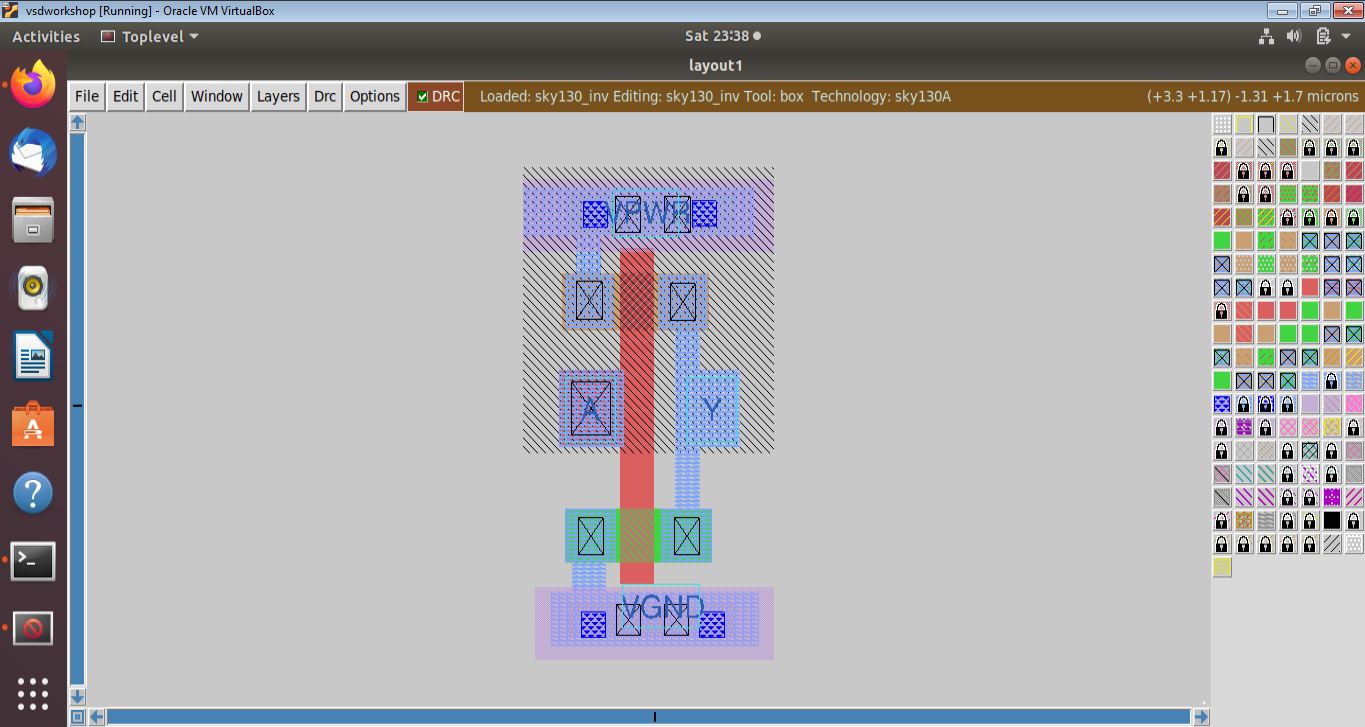 vsdworkshop [Running] - Oracle VM VirtualBox
Activities Toplevel Sat 23:38
layout1
File Edit Cell Window Layers Drc Options DRC Loaded: sky130_inv Editing: sky130_inv Tool: box Technology: sky130A (+3.3 +1.17) -1.31 +1.7 microns
VPWR
A Y
VGND